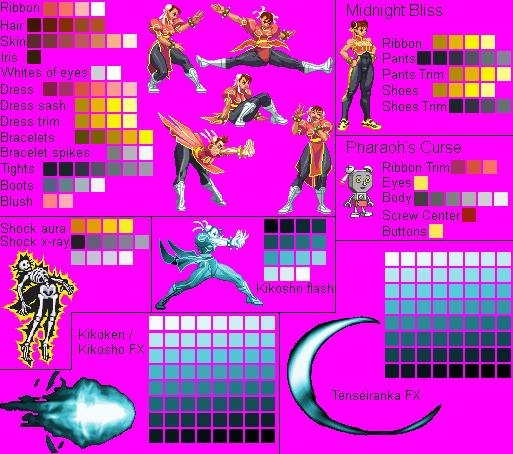 Ribbon
Hair
Skin
Iris
Whites of eyes
Dress
Dress sash
Dress trim
Bracelets
Bracelet spikes
Tights
Boots
Blush
Midnight Bliss
Ribbon
Pants
Pants Trim
Shoes
Shoes Trim
Pharaoh's Curse
Ribbon Trim
Eyes
Body
Screw Center
Buttons
Shock aura
Shock x-ray
Kikosho flash
Kikoken /
Kikosho FX
Tenseiranka FX